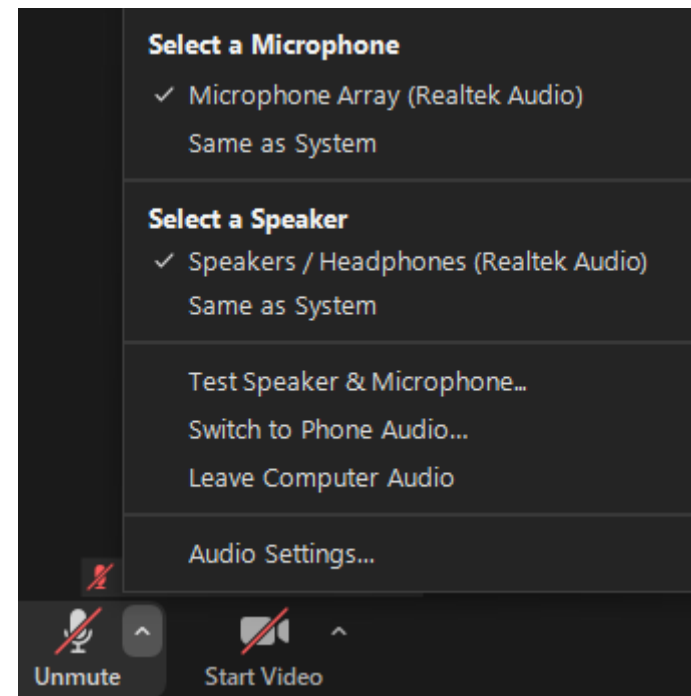 Select a Microphone
Microphone Array (Realtek Audio)
Same as System
Select a Speaker
Speakers / Headphones (Realtek Audio)
Same as System
Test Speaker & Microphone...
Switch to Phone Audio...
Leave Computer Audio
Audio Settings...
Unmute
Start Video